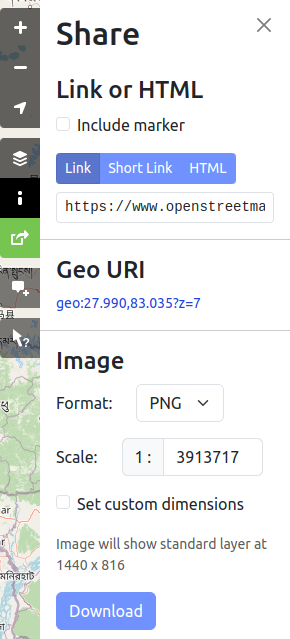 Share
Link or HTML
Include marker
Link Short Link HTML
https://www.openstreetma
Geo URI
geo:27.990,83.035?z=7
Image
Format: PNG
Scale: 1 : 3913717
Set custom dimensions
Image will show standard layer at
1440 x 816
Download